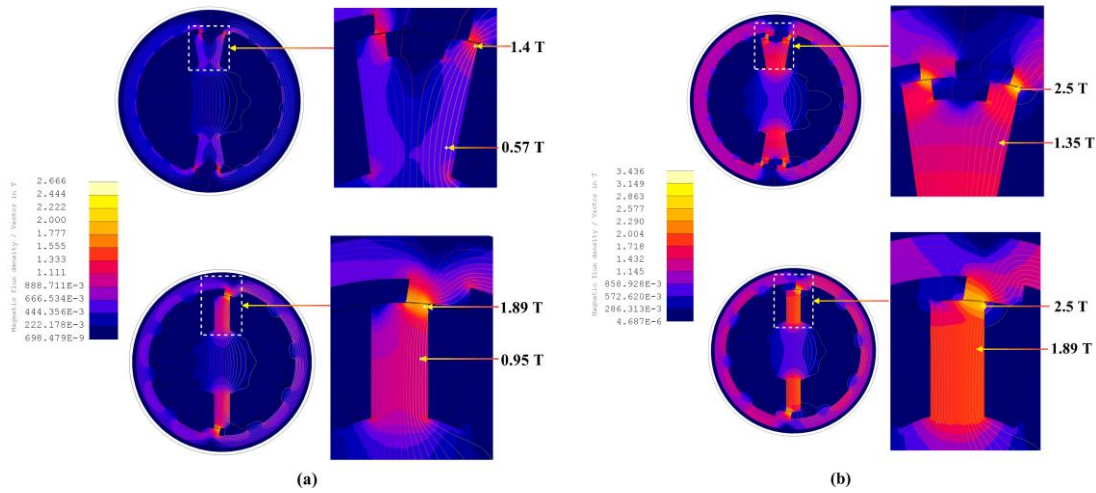 1.4 T
0.57 T
Magnetic flux density / Vector in T
2.666
2.444
2.222
2.000
1.777
1.555
1.333
1.111
888.711E-3
666.534E-3
444.356E-3
222.178E-3
690.479E-9
1.89 T
0.95 T
(a)
2.5 T
1.35 T
Magnetic flux density / Vector in T
3.436
3.149
2.863
2.577
2.290
2.004
1.718
1.432
1.145
858.928E-3
572.620E-3
286.313E-3
4.687E-6
2.5 T
1.89 T
(b)